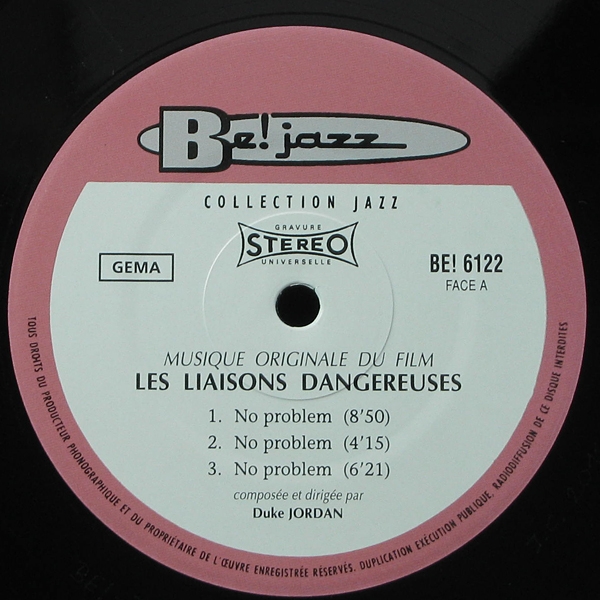 Be! jazz
COLLECTION JAZZ
GRAVURE
STEREO
UNIVERSELLE
GEMA
BE! 6122
FACE A
MUSIQUE ORIGINALE DU FILM
LES LIAISONS DANGEREUSES
1. No problem (8'50)
2. No problem (4'15)
3. No problem (6'21)
composée et dirigée par
Duke JORDAN
TOUS DROITS DU PRODUCTEUR PHONOGRAPHIQUE ET DU PROPRIÉTAIRE DE L'ŒUVRE ENREGISTRÉE RÉSERVÉS. DUPLICATION EXÉCUTION PUBLIQUE, RADIODIFFUSION DE CE DISQUE INTERDITES